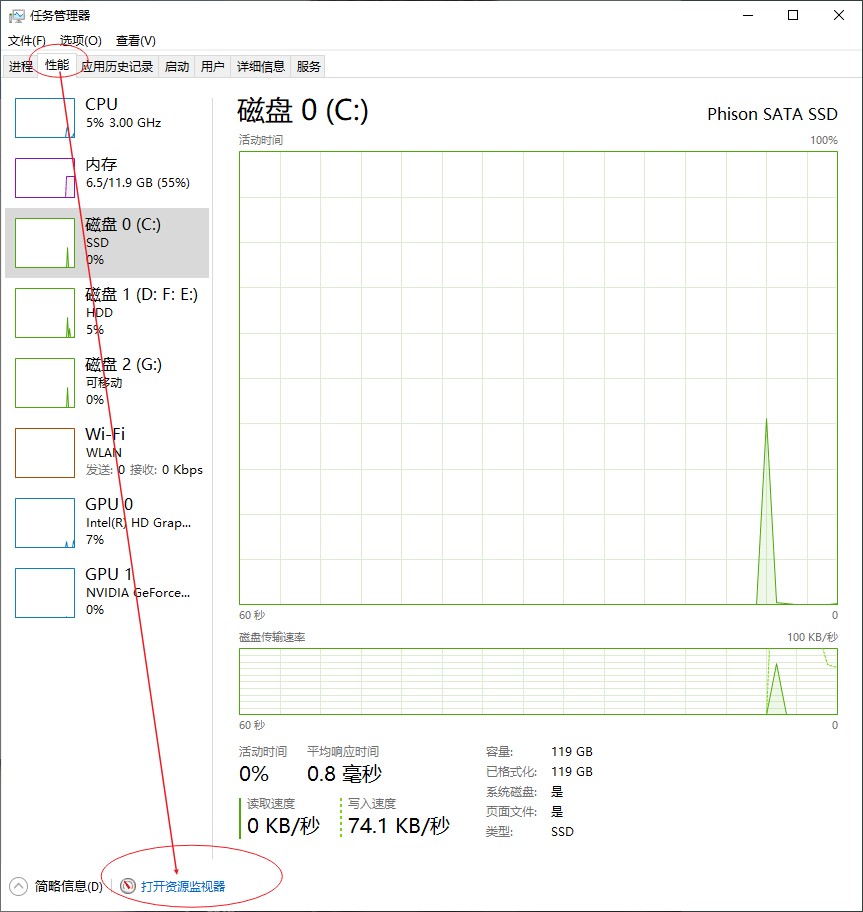 任务管理器
文件(F) 选项(O) 查看(V)
进程 性能 应用历史记录 启动 用户 详细信息 服务
CPU
5% 3.00 GHz
内存
6.5/11.9 GB (55%)
磁盘 0 (C:)
SSD
0%
磁盘 1 (D: F: E:)
HDD
5%
磁盘 2 (G:)
可移动
0%
Wi-Fi
WLAN
发送: 0 接收: 0 Kbps
GPU 0
Intel(R) HD Grap...
7%
GPU 1
NVIDIA GeForce...
0%
磁盘 0 (C:) Phison SATA SSD
活动时间 100%
60 秒 0
磁盘传输速率 100 KB/秒
60 秒 0
活动时间 平均响应时间
0% 0.8 毫秒
读取速度 写入速度
0 KB/秒 74.1 KB/秒
容量: 119 GB
已格式化: 119 GB
系统磁盘: 是
页面文件: 是
类型: SSD
简略信息(D) 打开资源监视器